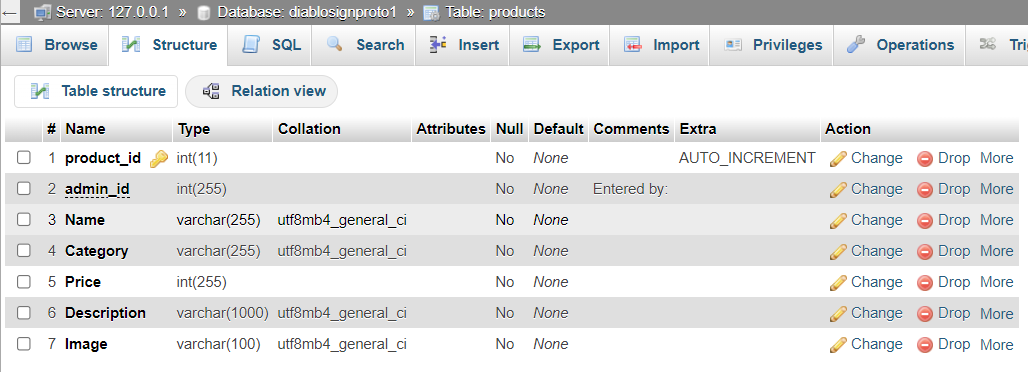 Server: 127.0.0.1 » Database: diablosignproto1 » Table: products
Browse Structure SQL Search Insert Export Import Privileges Operations Trig
Table structure Relation view
# Name Type Collation Attributes Null Default Comments Extra Action
1 product_id int(11) No None AUTO_INCREMENT Change Drop More
2 admin_id int(255) No None Entered by: Change Drop More
3 Name varchar(255) utf8mb4_general_ci No None Change Drop More
4 Category varchar(255) utf8mb4_general_ci No None Change Drop More
5 Price int(255) No None Change Drop More
6 Description varchar(1000) utf8mb4_general_ci No None Change Drop More
7 Image varchar(100) utf8mb4_general_ci No None Change Drop More